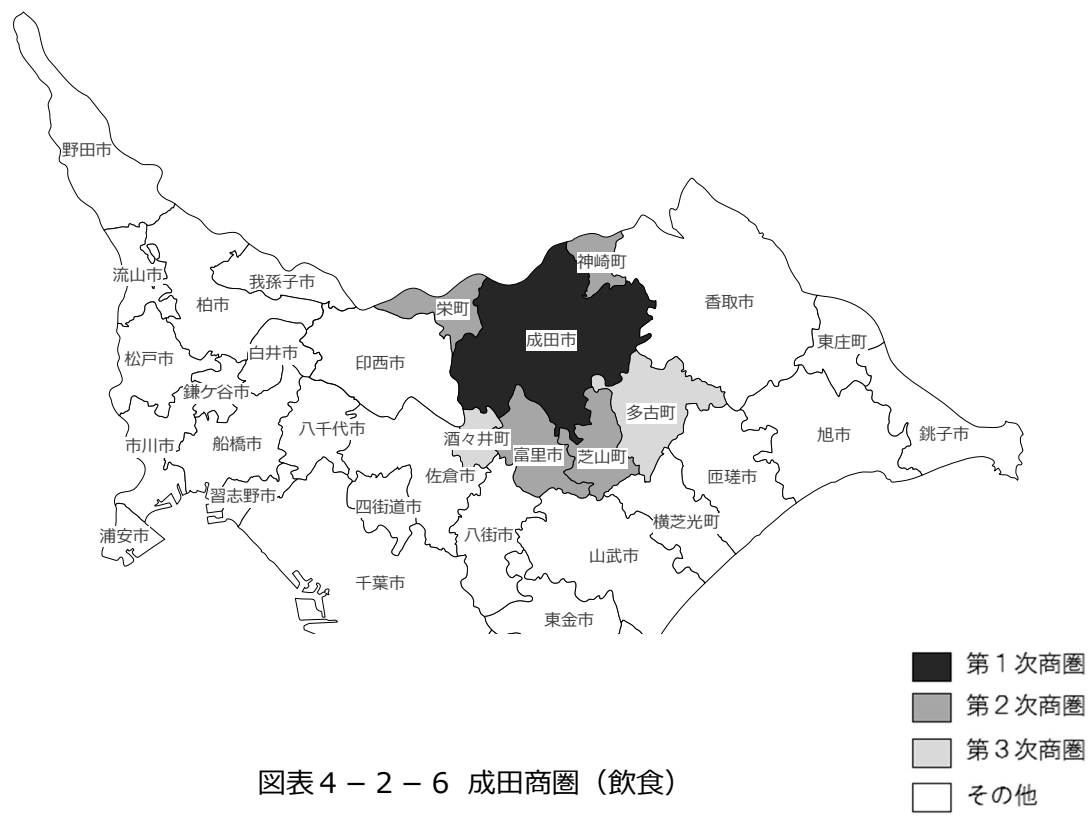 野田市
神崎町
流山市
我孫子市
柏市
香取市
栄町
成田市
東庄町
松戸市
白井市
印西市
鎌ケ谷市
多古町
八千代市
旭市
銚子市
市川市
船橋市
酒々井町
富里市
芝山町
佐倉市
匝瑳市
習志野市
四街道市
横芝光町
浦安市
八街市
山武市
千葉市
東金市
第１次商圏
第２次商圏
第３次商圏
その他
図表４－２－６ 成田商圏（飲食）